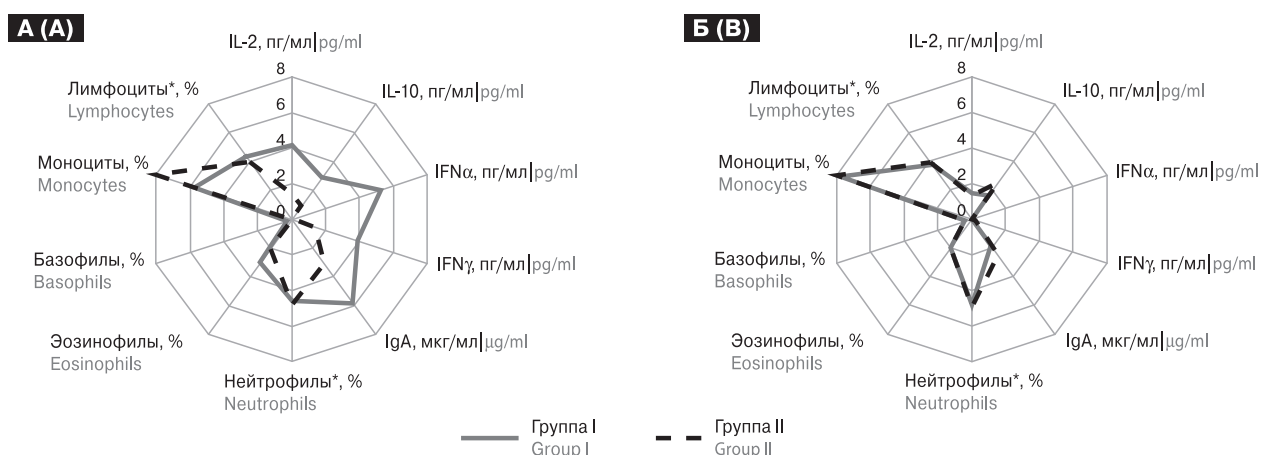 А (A)
IL-2, пг/мл|pg/ml
IL-10, пг/мл|pg/ml
IFNα, пг/мл|pg/ml
IFNγ, пг/мл|pg/ml
IgA, мкг/мл|µg/ml
Нейтрофилы*, %
Neutrophils
Эозинофилы, %
Eosinophils
Базофилы, %
Basophils
Моноциты, %
Monocytes
Лимфоциты*, %
Lymphocytes
8
6
4
2
0
Б (B)
IL-2, пг/мл|pg/ml
IL-10, пг/мл|pg/ml
IFNα, пг/мл|pg/ml
IFNγ, пг/мл|pg/ml
IgA, мкг/мл|µg/ml
Нейтрофилы*, %
Neutrophils
Эозинофилы, %
Eosinophils
Базофилы, %
Basophils
Моноциты, %
Monocytes
Лимфоциты*, %
Lymphocytes
8
6
4
2
0
Группа I
Group I
Группа II
Group II